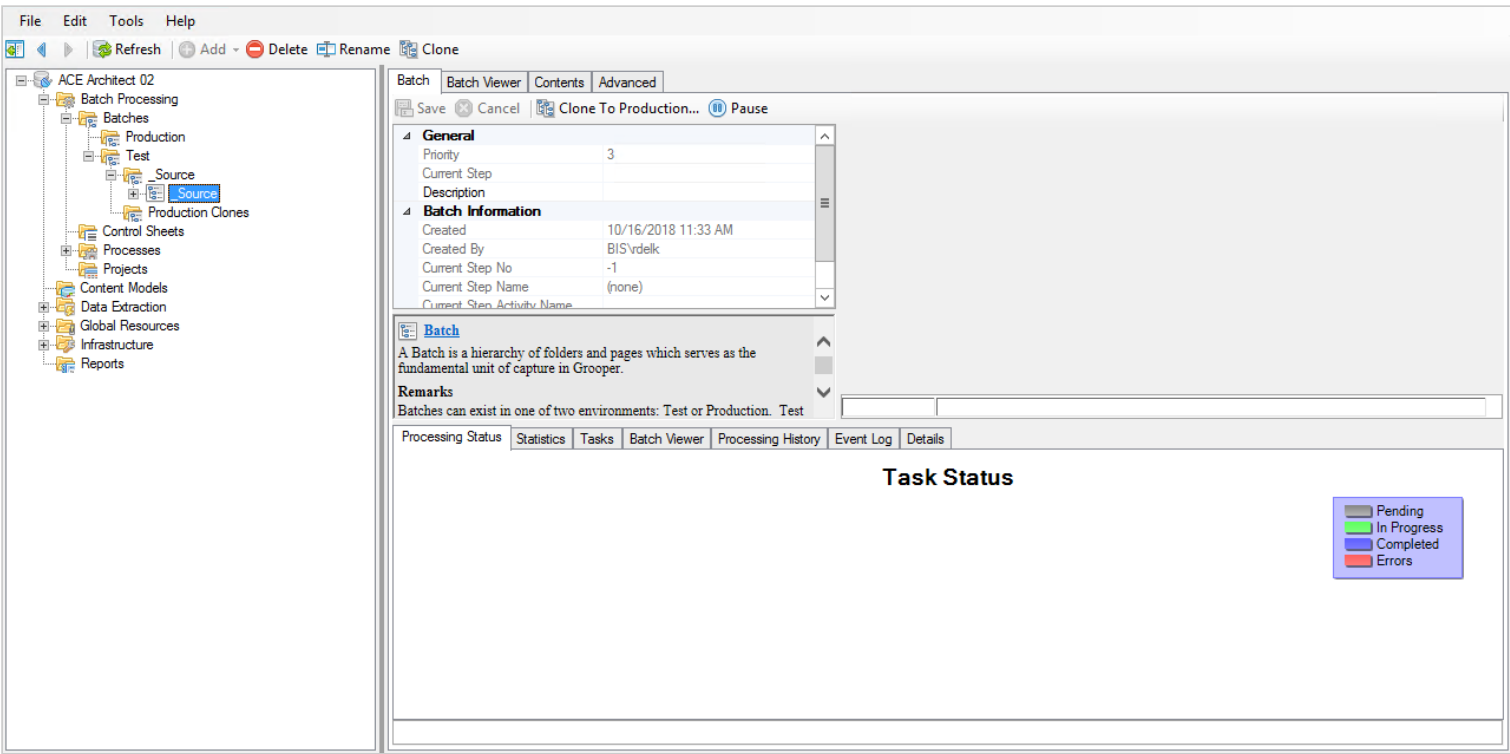 File Edit Tools Help
Refresh Add Delete Rename Clone
ACE Architect 02
Batch Processing
Batches
Production
Test
_Source
_Source
Production Clones
Control Sheets
Processes
Projects
Content Models
Data Extraction
Global Resources
Infrastructure
Reports
Batch Batch Viewer Contents Advanced
Save Cancel Clone To Production... Pause
General
Priority 3
Current Step
Description
Batch Information
Created 10/16/2018 11:33 AM
Created By BIS\rdelk
Current Step No -1
Current Step Name (none)
Current Step Activity Name
Batch
A Batch is a hierarchy of folders and pages which serves as the
fundamental unit of capture in Grooper.
Remarks
Batches can exist in one of two environments: Test or Production. Test
Processing Status Statistics Tasks Batch Viewer Processing History Event Log Details
Task Status
Pending
In Progress
Completed
Errors